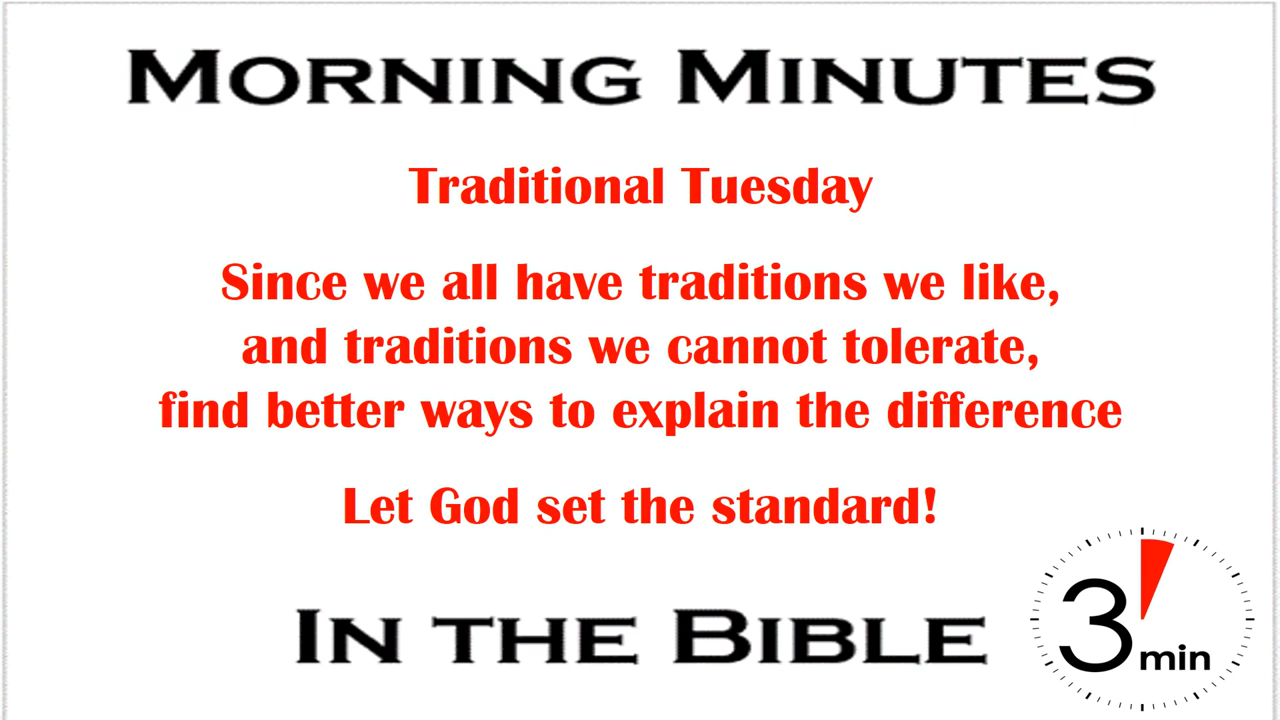 Morning Minutes
Traditional Tuesday
Since we all have traditions we like,
and traditions we cannot tolerate,
find better ways to explain the difference
Let God set the standard!
In the Bible
3 min